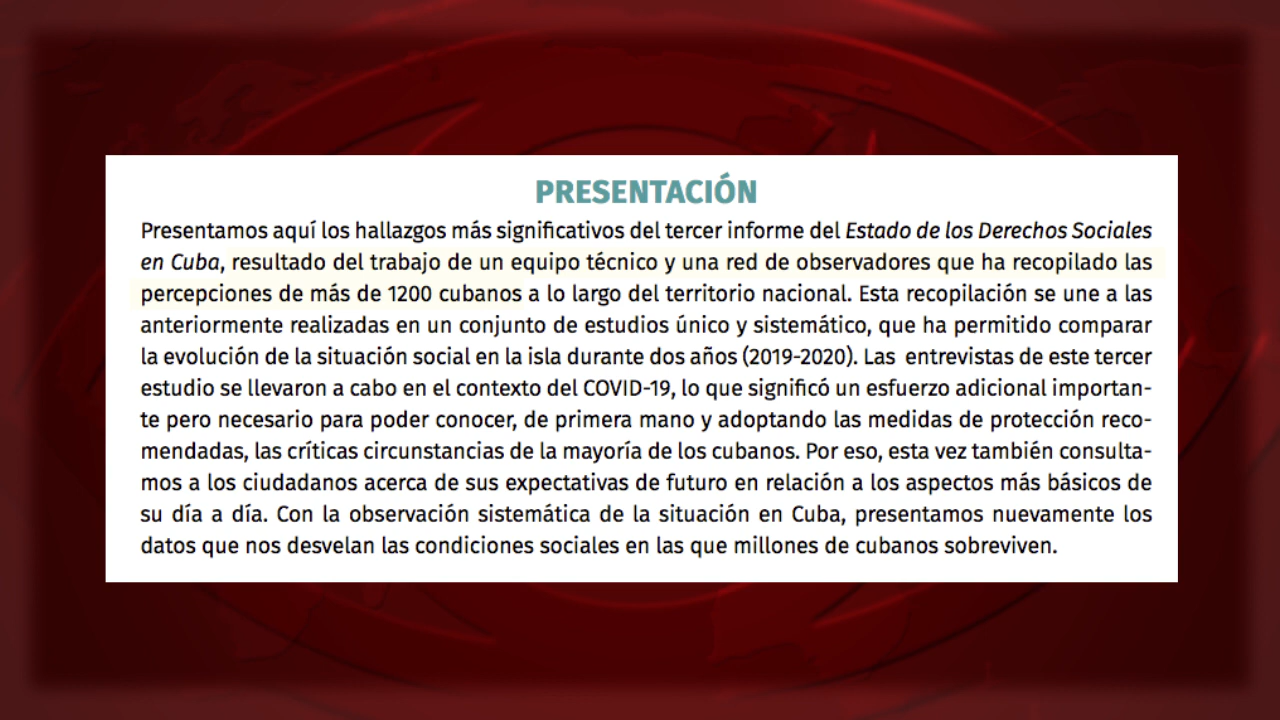 PRESENTACIÓN
Presentamos aquí los hallazgos más significativos del tercer informe del Estado de los Derechos Sociales
en Cuba, resultado del trabajo de un equipo técnico y una red de observadores que ha recopilado las
percepciones de más de 1200 cubanos a lo largo del territorio nacional. Esta recopilación se une a las
anteriormente realizadas en un conjunto de estudios único y sistemático, que ha permitido comparar
la evolución de la situación social en la isla durante dos años (2019-2020). Las entrevistas de este tercer
estudio se llevaron a cabo en el contexto del COVID-19, lo que significó un esfuerzo adicional importan-
te pero necesario para poder conocer, de primera mano y adoptando las medidas de protección reco-
mendadas, las críticas circunstancias de la mayoría de los cubanos. Por eso, esta vez también consulta-
mos a los ciudadanos acerca de sus expectativas de futuro en relación a los aspectos más básicos de
su día a día. Con la observación sistemática de la situación en Cuba, presentamos nuevamente los
datos que nos desvelan las condiciones sociales en las que millones de cubanos sobreviven.